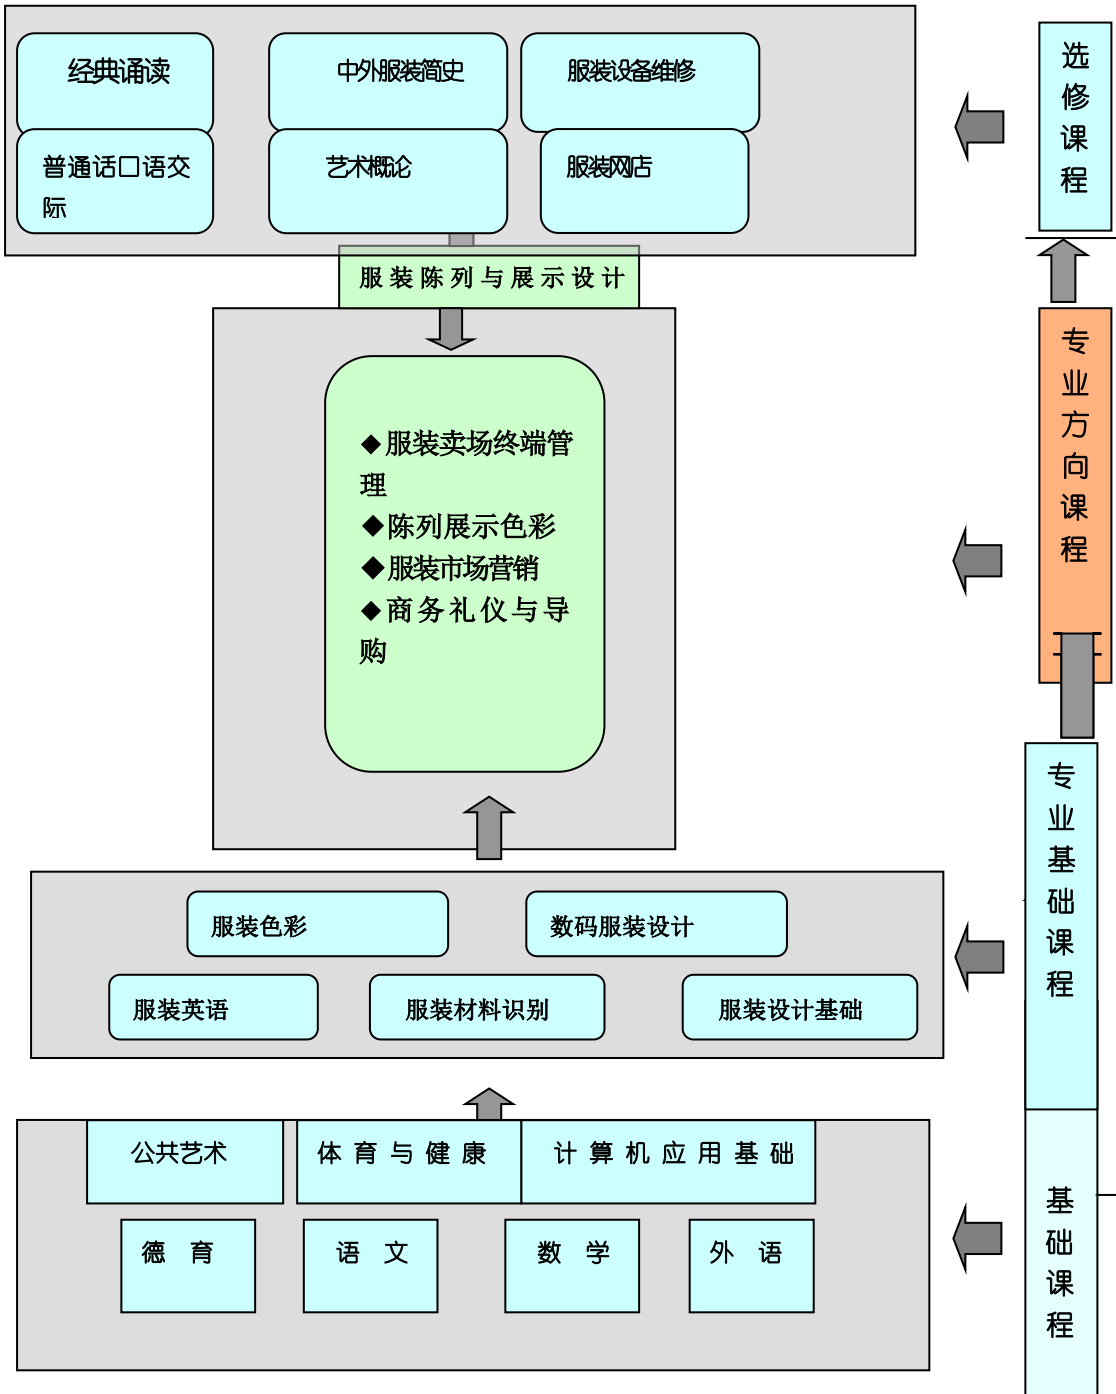 经典诵读
中外服装简史
服装设备维修
普通话口语交
际
艺术概论
服装网店
选
修
课
程
服装陈列与展示设计
◆服装卖场终端管
理
◆陈列展示色彩
◆服装市场营销
◆商务礼仪与导
购
专
业
方
向
课
程
服装色彩
数码服装设计
服装英语
服装材料识别
服装设计基础
专
业
基
础
课
程
公共艺术
体育与健康
计算机应用基础
德 育
语 文
数 学
外 语
基
础
课
程